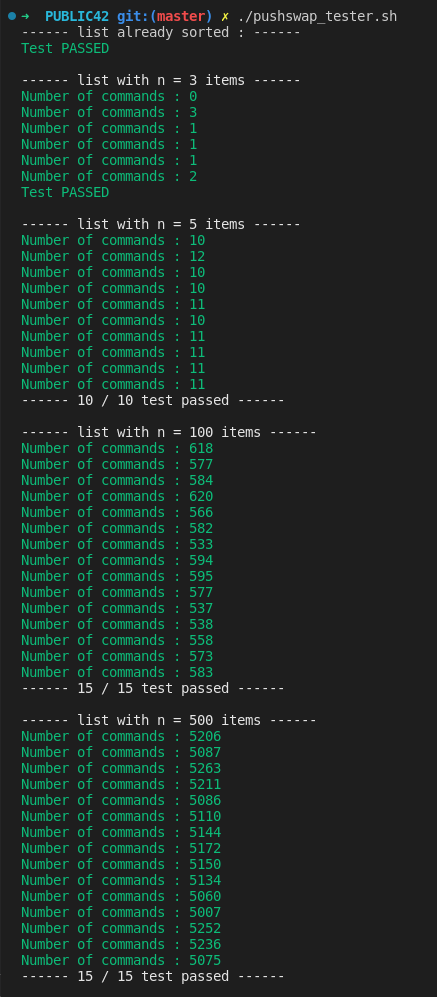 ➜  PUBLIC42 git:(master) ✗ ./pushswap_tester.sh
------ list already sorted : ------
Test PASSED

------ list with n = 3 items ------
Number of commands : 0
Number of commands : 3
Number of commands : 1
Number of commands : 1
Number of commands : 1
Number of commands : 2
Test PASSED

------ list with n = 5 items ------
Number of commands : 10
Number of commands : 12
Number of commands : 10
Number of commands : 10
Number of commands : 11
Number of commands : 10
Number of commands : 11
Number of commands : 11
Number of commands : 11
Number of commands : 11
------ 10 / 10 test passed ------

------ list with n = 100 items ------
Number of commands : 618
Number of commands : 577
Number of commands : 584
Number of commands : 620
Number of commands : 566
Number of commands : 582
Number of commands : 533
Number of commands : 594
Number of commands : 595
Number of commands : 577
Number of commands : 537
Number of commands : 538
Number of commands : 558
Number of commands : 573
Number of commands : 583
------ 15 / 15 test passed ------

------ list with n = 500 items ------
Number of commands : 5206
Number of commands : 5087
Number of commands : 5263
Number of commands : 5211
Number of commands : 5086
Number of commands : 5110
Number of commands : 5144
Number of commands : 5172
Number of commands : 5150
Number of commands : 5134
Number of commands : 5060
Number of commands : 5007
Number of commands : 5252
Number of commands : 5236
Number of commands : 5075
------ 15 / 15 test passed ------